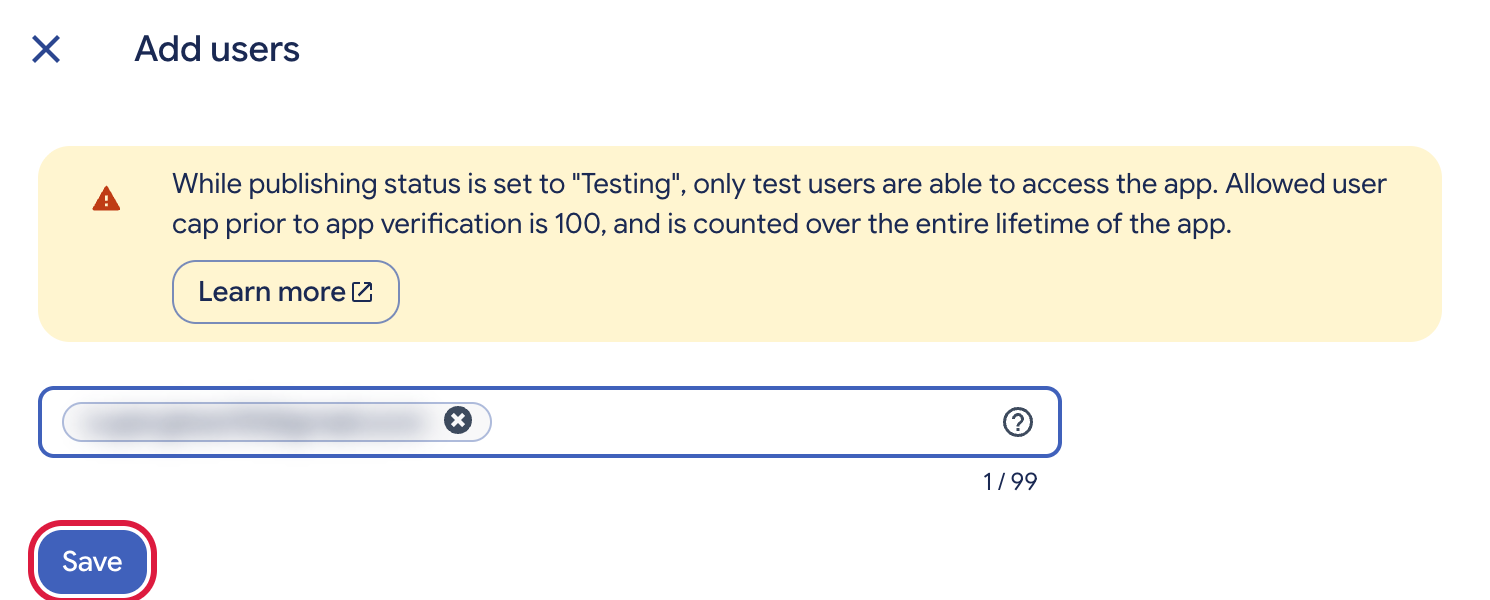 Add users
While publishing status is set to "Testing", only test users are able to access the app. Allowed user
cap prior to app verification is 100, and is counted over the entire lifetime of the app.
Learn more
1 / 99
Save